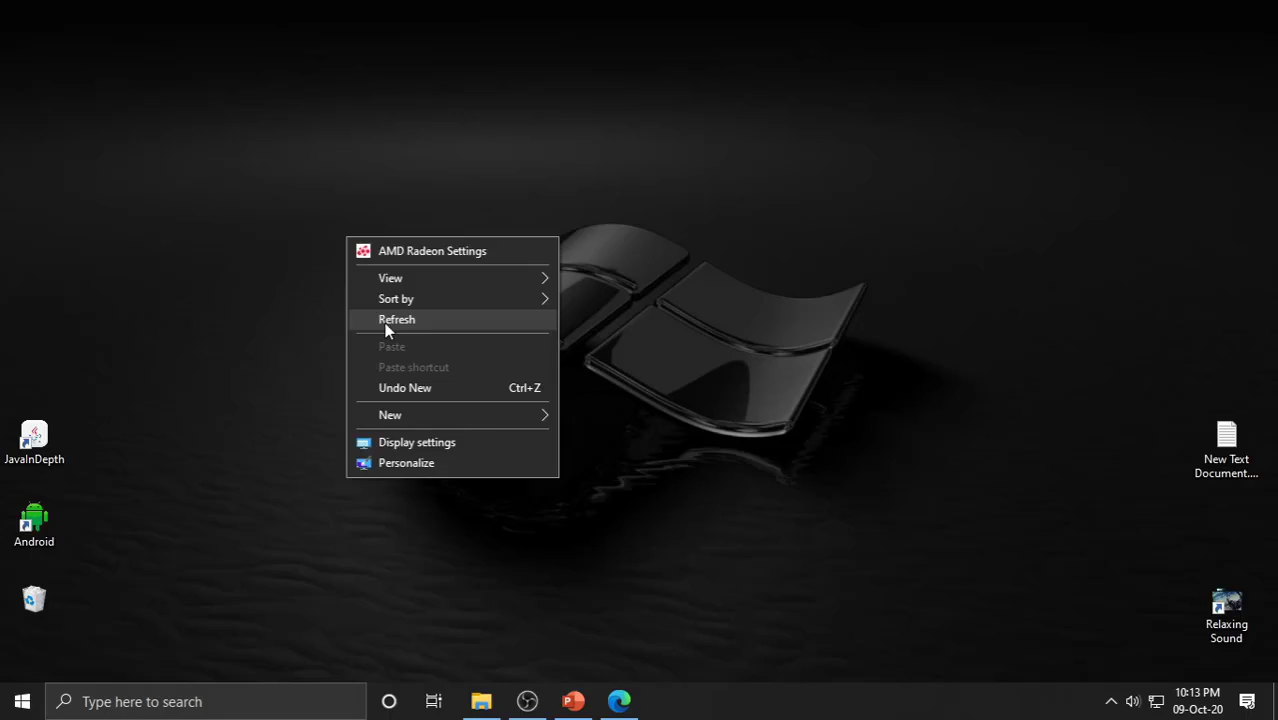 AMD Radeon Settings
View
Sort by
Refresh
Paste
Paste shortcut
Undo New Ctrl+Z
New
Display settings
Personalize
JavaInDepth
Android
New Text
Document....
Relaxing
Sound
Type here to search
10:13 PM
09-Oct-20